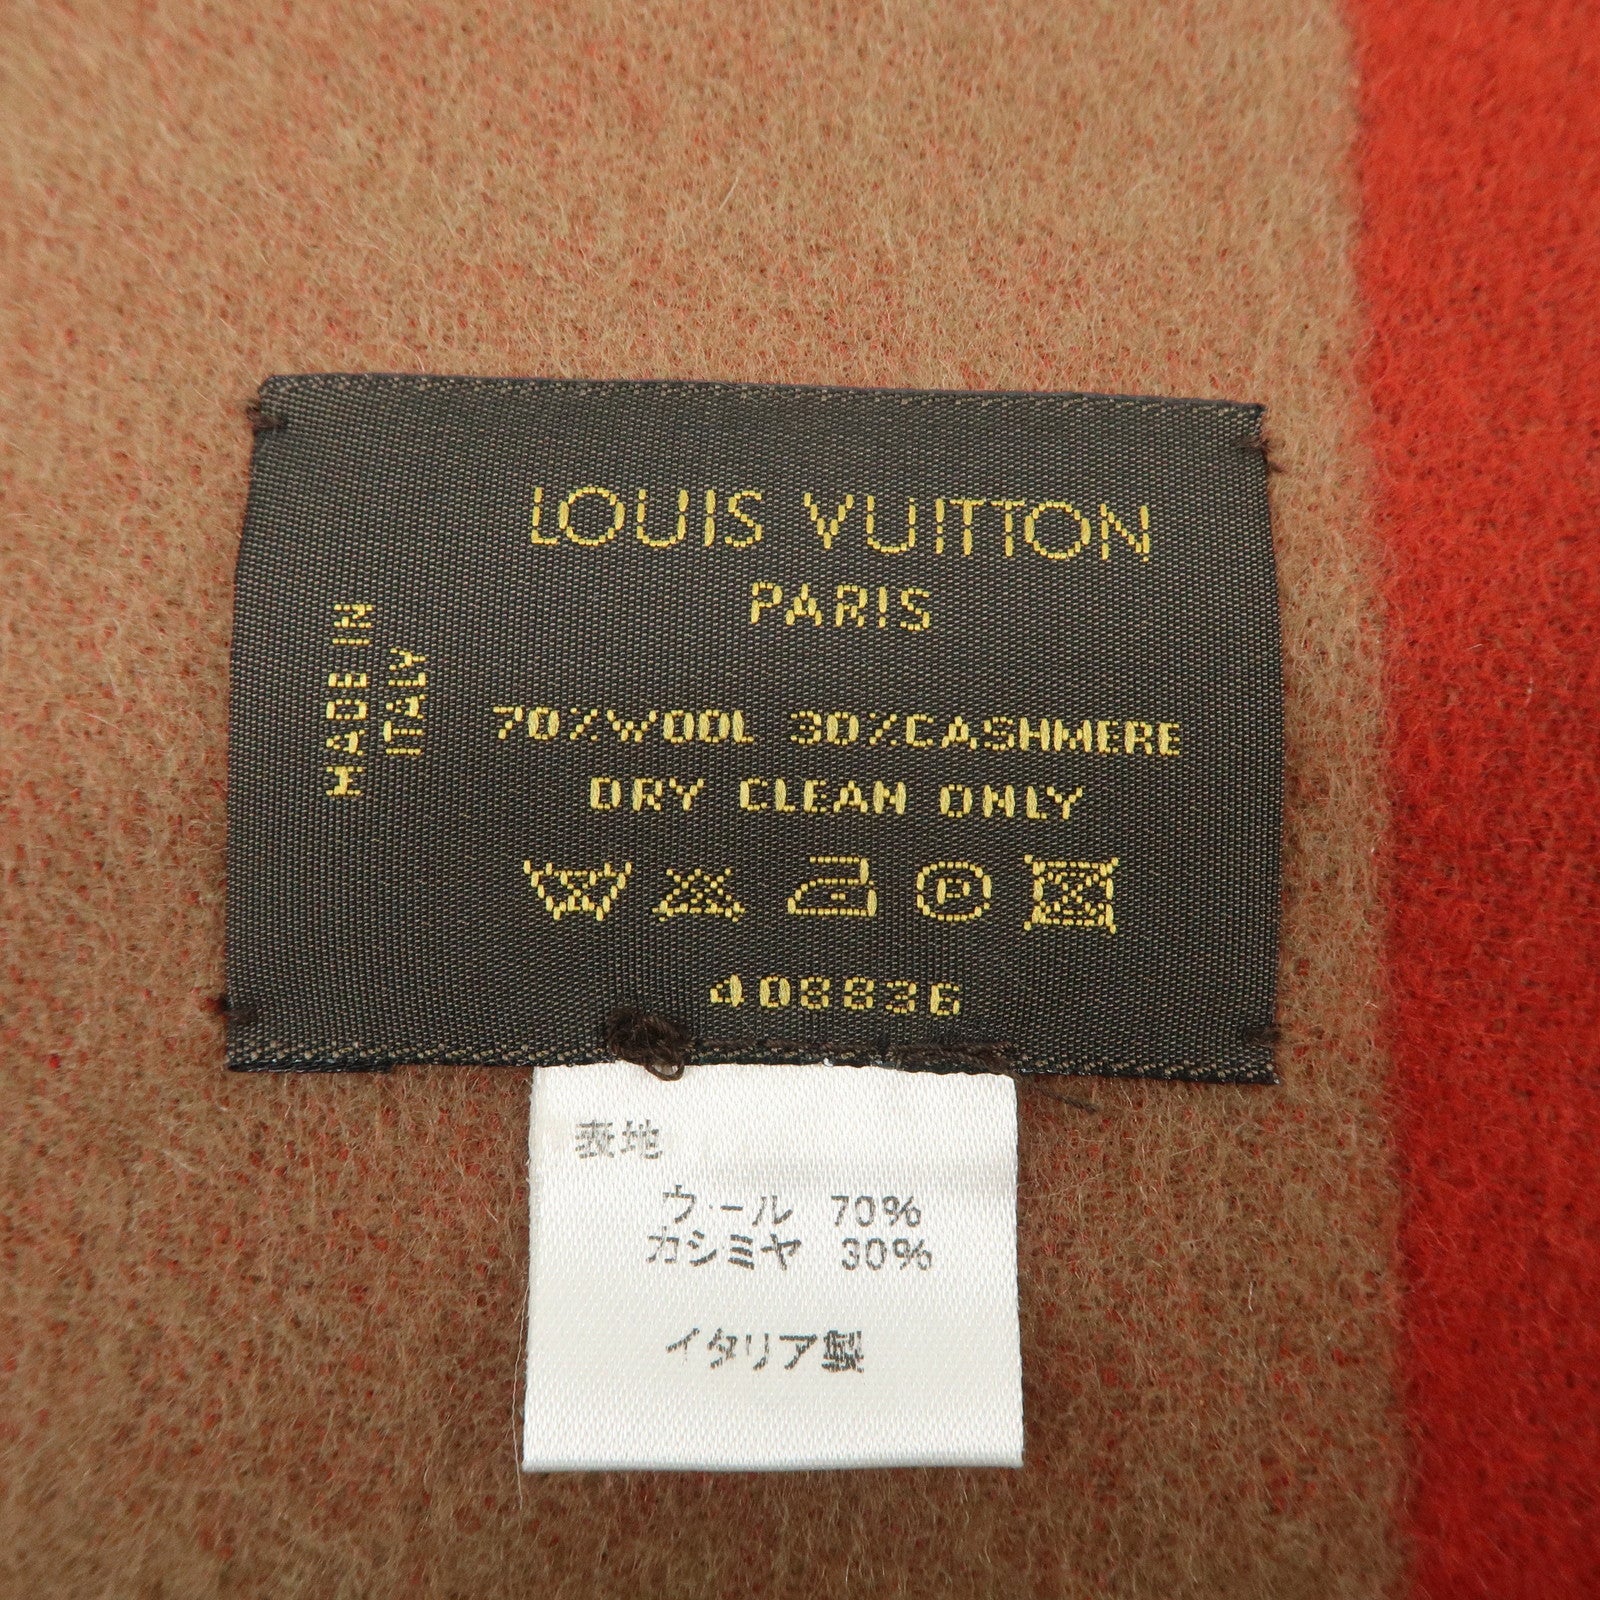 LOUIS VUITTON
PARIS
MADE IN
ITALY
70%WOOL 30%CASHMERE
DRY CLEAN ONLY
P
408836
表地
ウール 70%
カシミヤ 30%
イタリア製